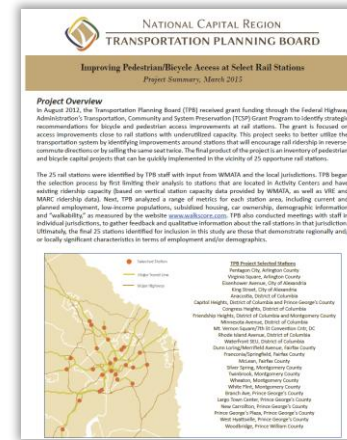 NATIONAL CAPITAL REGION
TRANSPORTATION PLANNING BOARD
Improving Pedestrian/Bicycle Access at Select Rail Stations
Project Summary, March 2015
Project Overview
In August 2012, the Transportation Planning Board (TPB) received grant funding through the Federal Highway
Administration's Transportation, Community and System Preservation (TCSP) Grant Program to identify strategic
recommendations for bicycle and pedestrian access improvements at rail stations. The grant is focused on
access improvements close to rail stations with underutilized capacity. This project seeks to better utilize the
transportation system by identifying improvements around stations that will encourage rail ridership in reverse-
commute directions or by selling the same seat twice. The final product of the project is an inventory of pedestrian
and bicycle capital projects that can be quickly implemented in the vicinity of 25 opportune rail stations.
The 25 rail stations were identified by TPB staff with input from WMATA and the local jurisdictions. TPB began
the selection process by first limiting their analysis to stations that are located in Activity Centers and have
existing ridership capacity (based on vertical station capacity data provided by WMATA, as well as VRE and
MARC ridership data). Next, TPB analyzed a range of metrics for each station area, including current and
planned employment, low-income populations, subsidized housing, car ownership, demographic information
and "walkability," as measured by the website www.walkscore.com. TPB also conducted meetings with staff in
individual jurisdictions, to gather feedback and qualitative information about the rail stations in that jurisdiction.
Ultimately, the final 25 stations identified for inclusion in this study are those that demonstrate regionally and/
or locally significant characteristics in terms of employment and/or demographics.
Selected Station
Major Street/Road
Major Highway
TPB Project Selected Stations
Pentagon City, Arlington County
Virginia Square, Arlington County
Eisenhower Avenue, City of Alexandria
King Street, City of Alexandria
Anacostia, District of Columbia
Capitol Heights, District of Columbia and Prince George's County
Congress Heights, District of Columbia
Friendship Heights, District of Columbia and Montgomery County
Minnesota Avenue, District of Columbia
Mt. Vernon Square/7th St Convention Cntr, DC
Rhode Island Avenue, District of Columbia
Waterfront SEU, District of Columbia
Dunn Loring/Merrifield Avenue, Fairfax County
Franconia/Springfield, Fairfax County
McLean, Fairfax County
Silver Spring, Montgomery County
Twinbrook, Montgomery County
Wheaton, Montgomery County
White Flint, Montgomery County
Branch Ave, Prince George's County
Largo Town Center, Prince George's County
New Carrollton, Prince George's County
Prince George's Plaza, Prince George's County
West Hyattsville, Prince George's County
Woodbridge, Prince William County